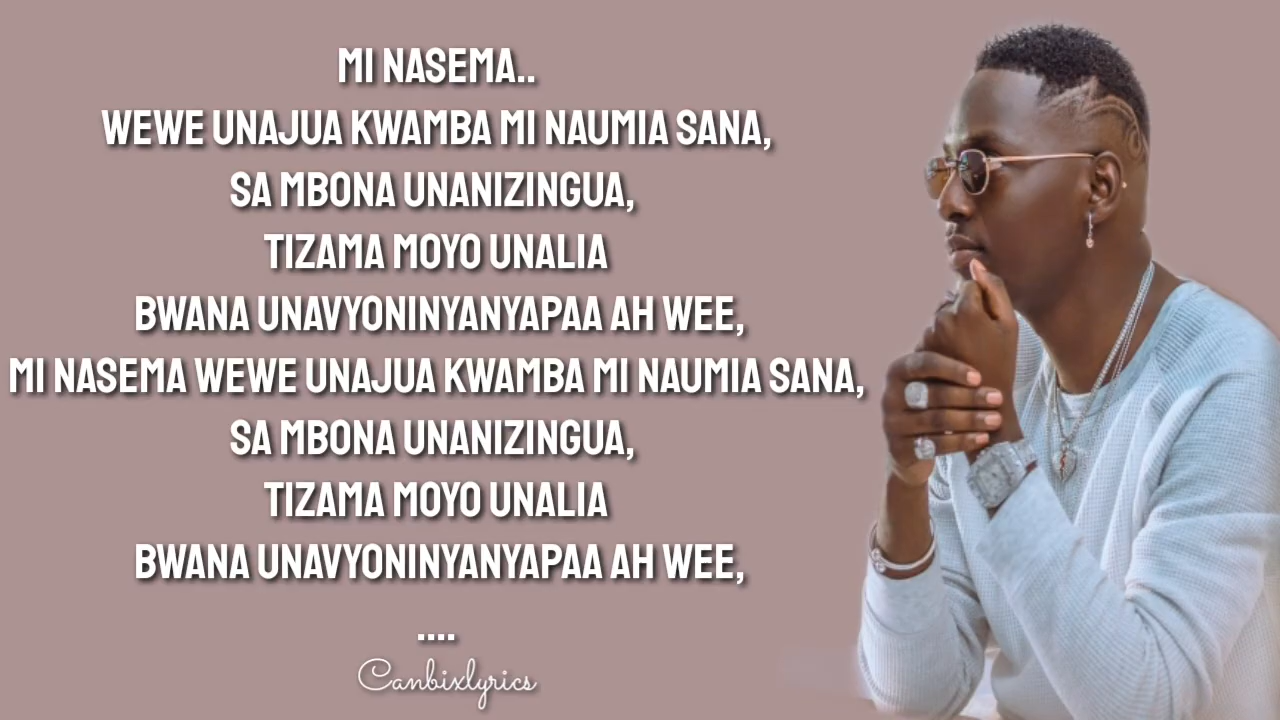 MI NASEMA..
WEWE UNAJUA KWAMBA MI NAUMIA SANA,
SA MBONA UNANIZINGUA,
TIZAMA MOYO UNALIA
BWANA UNAVYONINYANYAPAA AH WEE,
MI NASEMA WEWE UNAJUA KWAMBA MI NAUMIA SANA,
SA MBONA UNANIZINGUA,
TIZAMA MOYO UNALIA
BWANA UNAVYONINYANYAPAA AH WEE,
....
Canbixlyrics